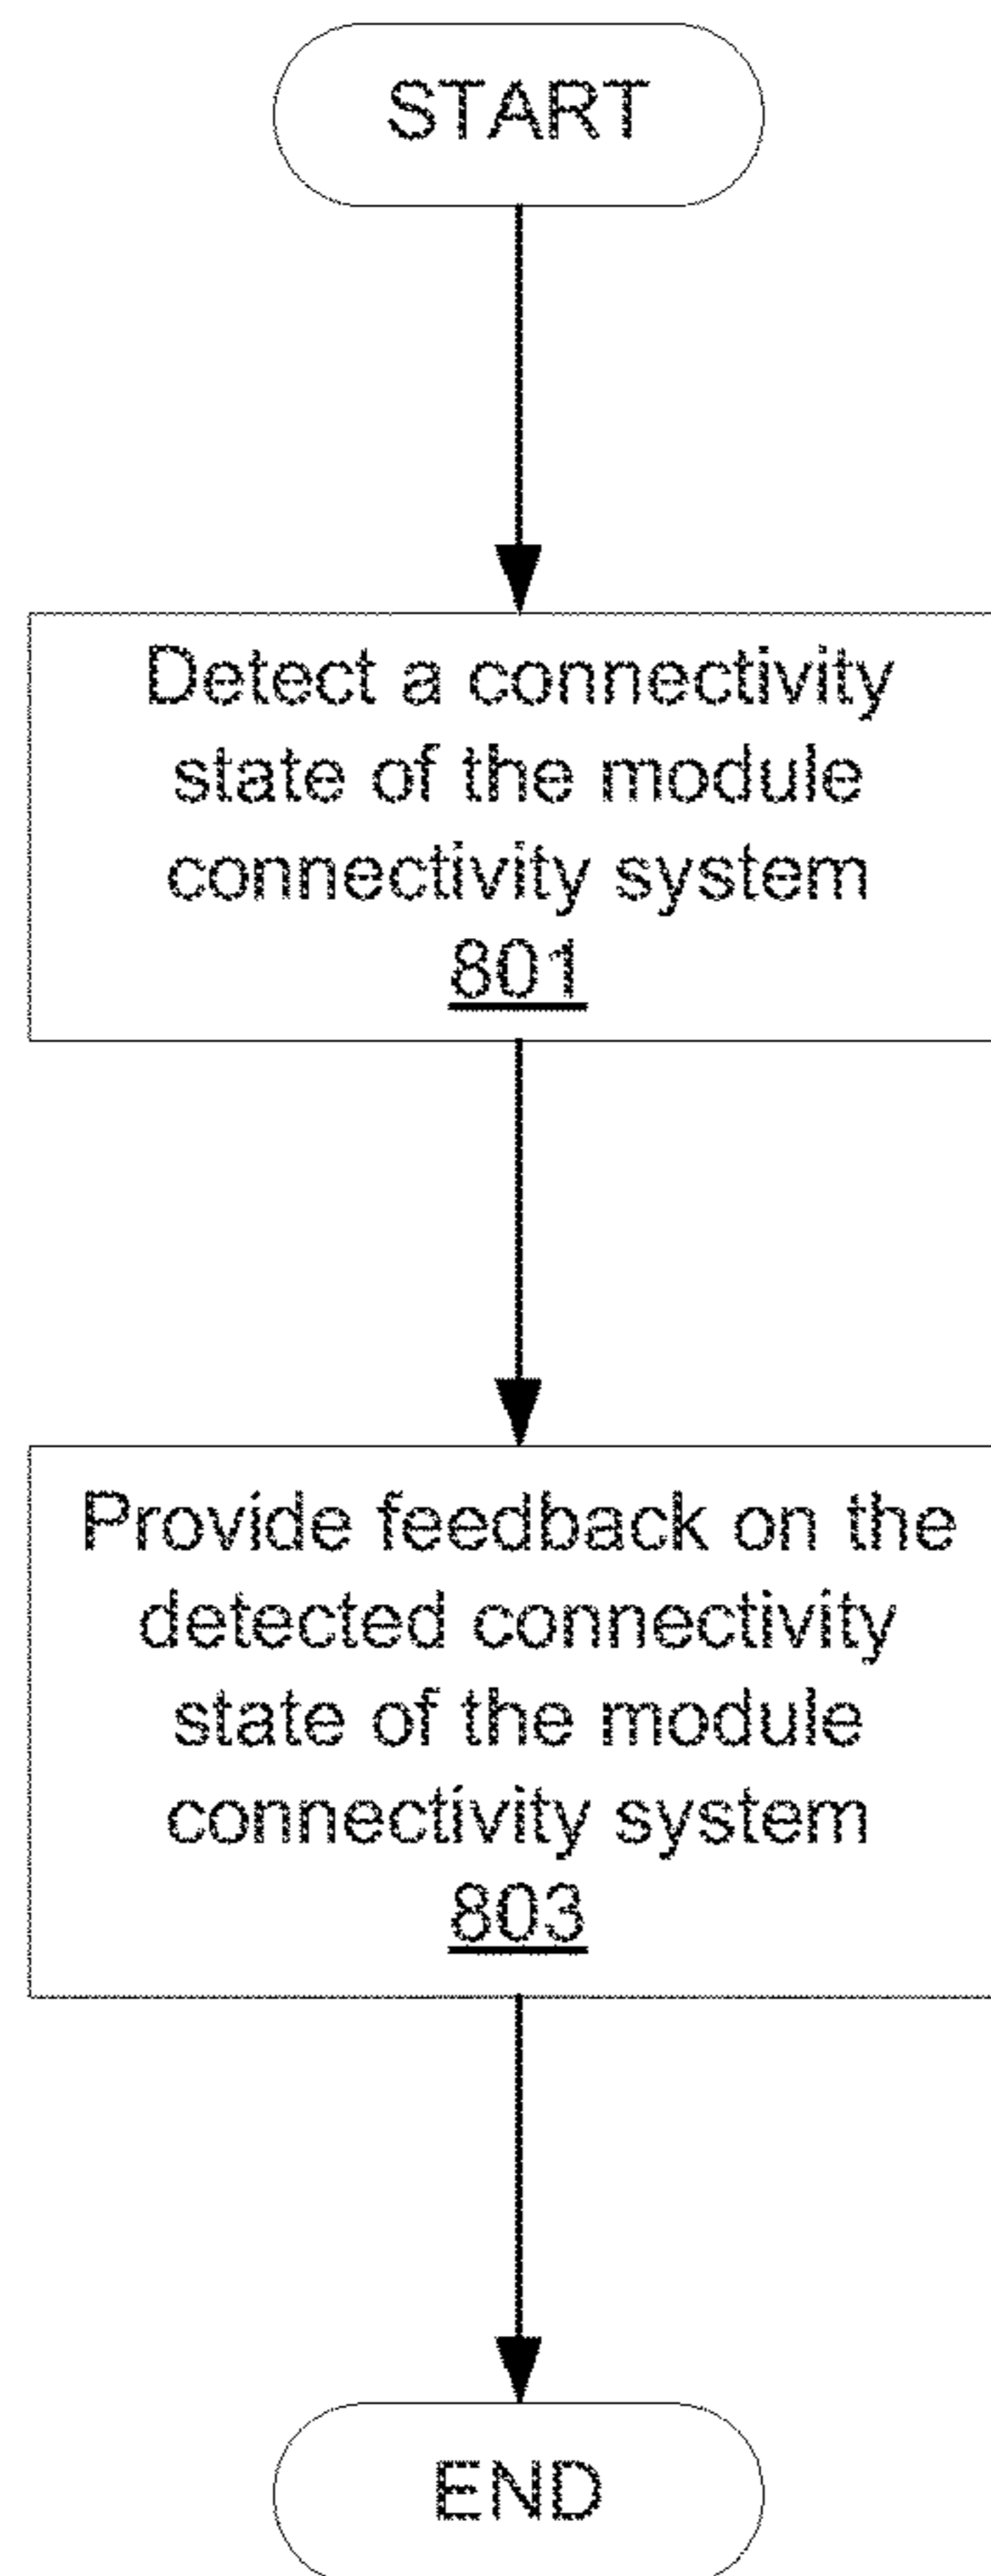 START
Detect a connectivity
state of the module
connectivity system
801
Provide feedback on the
detected connectivity
state of the module
connectivity system
803
END